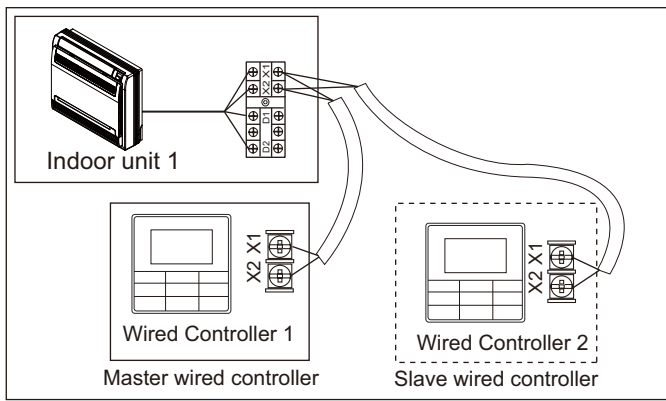 X2 X1
D1
D2
Indoor unit 1
X2 X1
X2 X1
Wired Controller 1
Wired Controller 2
Master wired controller
Slave wired controller